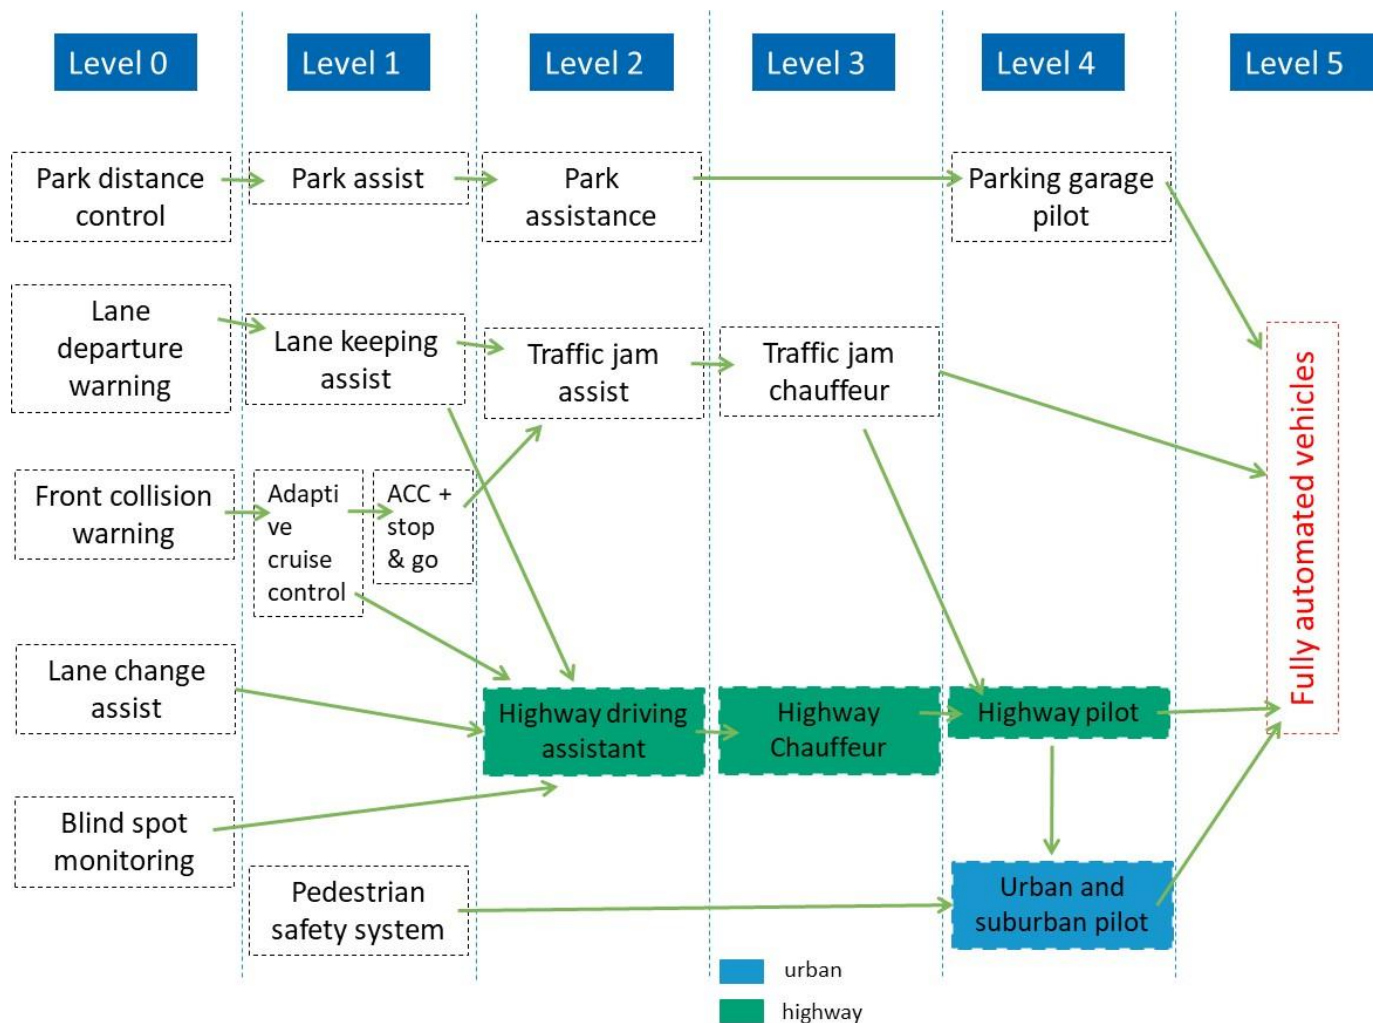 Level 0
Level 1
Level 2
Level 3
Level 4
Level 5
Park distance
control
Park assist
Park
assistance
Parking garage
pilot
Lane
departure
warning
Lane keeping
assist
Traffic jam
assist
Traffic jam
chauffeur
Fully automated vehicles
Front collision
warning
Adapti
ve
cruise
control
ACC +
stop
& go
Lane change
assist
Highway driving
assistant
Highway
Chauffeur
Highway pilot
Blind spot
monitoring
Pedestrian
safety system
Urban and
suburban pilot
urban
highway